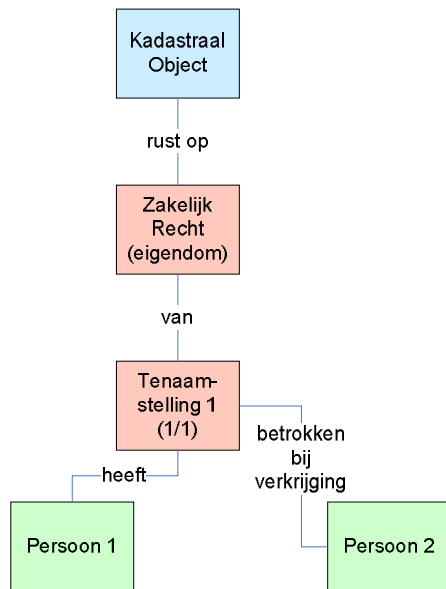 Kadastraal
Object
rust op
Zakelijk
Recht
(eigendom)
van
Tenaam-
stelling 1
(1/1)
betrokken
bij
verkrijging
heeft
Persoon 1
Persoon 2